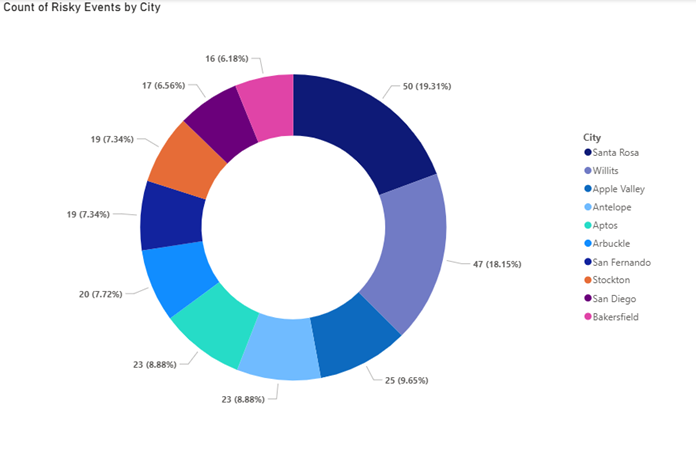 Count of Risky Events by City
16 (6.18%)
50 (19.31%)
17 (6.56%)
19 (7.34%)
19 (7.34%)
20 (7.72%)
23 (8.88%)
23 (8.88%)
25 (9.65%)
47 (18.15%)
City
Santa Rosa
Willits
Apple Valley
Antelope
Aptos
Arbuckle
San Fernando
Stockton
San Diego
Bakersfield